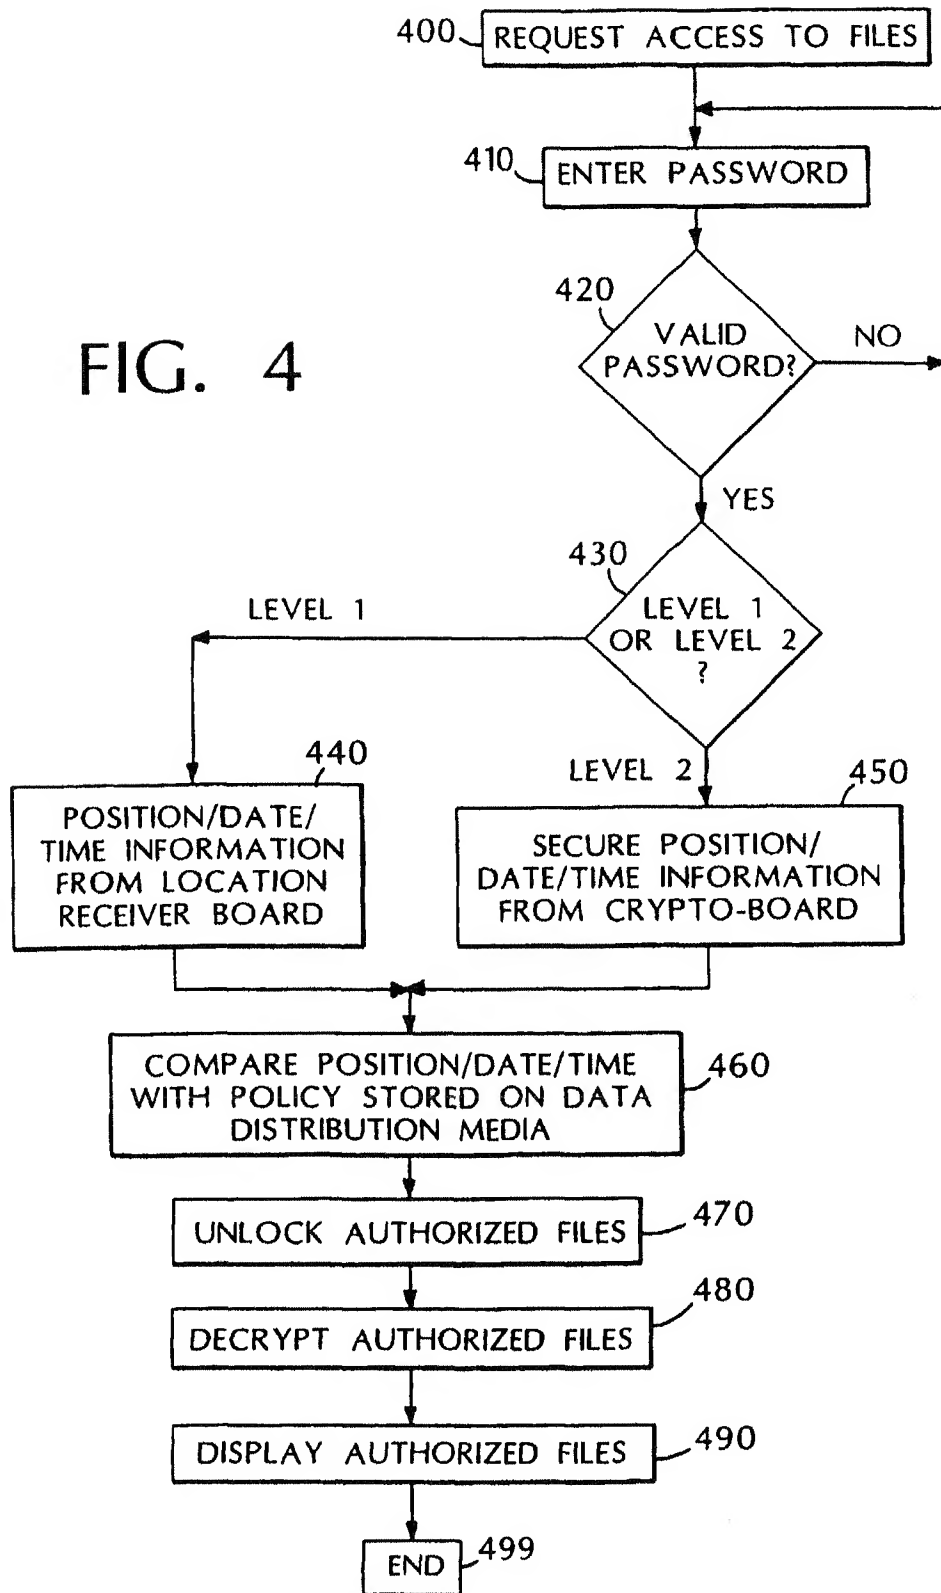 400
REQUEST ACCESS TO FILES
410
ENTER PASSWORD
420
VALID
PASSWORD?
NO
FIG. 4
YES
430
LEVEL 1
LEVEL 1
OR LEVEL 2
?
440
LEVEL 2
450
POSITION/DATE/
TIME INFORMATION
FROM LOCATION
RECEIVER BOARD
SECURE POSITION/
DATE/TIME INFORMATION
FROM CRYPTO-BOARD
COMPARE POSITION/DATE/TIME
WITH POLICY STORED ON DATA
DISTRIBUTION MEDIA
460
UNLOCK AUTHORIZED FILES
470
DECRYPT AUTHORIZED FILES
480
DISPLAY AUTHORIZED FILES
490
END
499